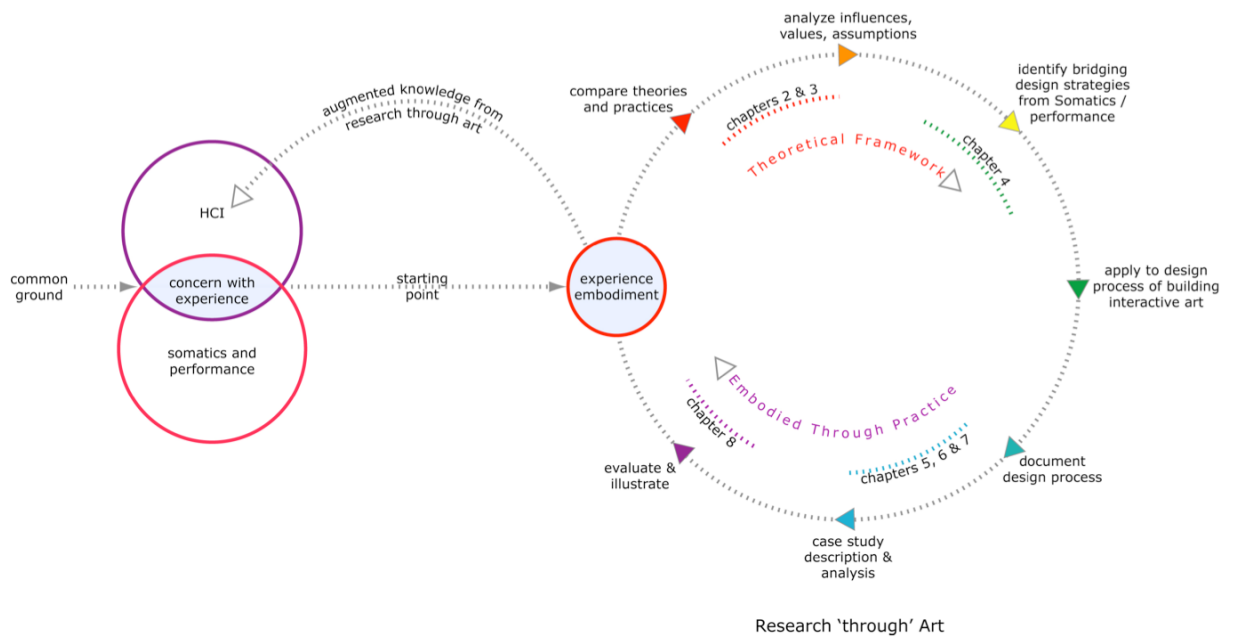 analyze influences,
values, assumptions
identify bridging
design strategies
from Somatics /
performance
compare theories
and practices
chapters 2 & 3
augmented knowledge from
research through art
Theoretical Framework
chapter 4
HCI
common
ground
concern with
experience
starting
point
experience
embodiment
apply to design
process of building
interactive art
somatics and
performance
Embodied Through Practice
chapter 8
chapters 5, 6 & 7
evaluate &
illustrate
document
design process
case study
description &
analysis
Research ‘through’ Art